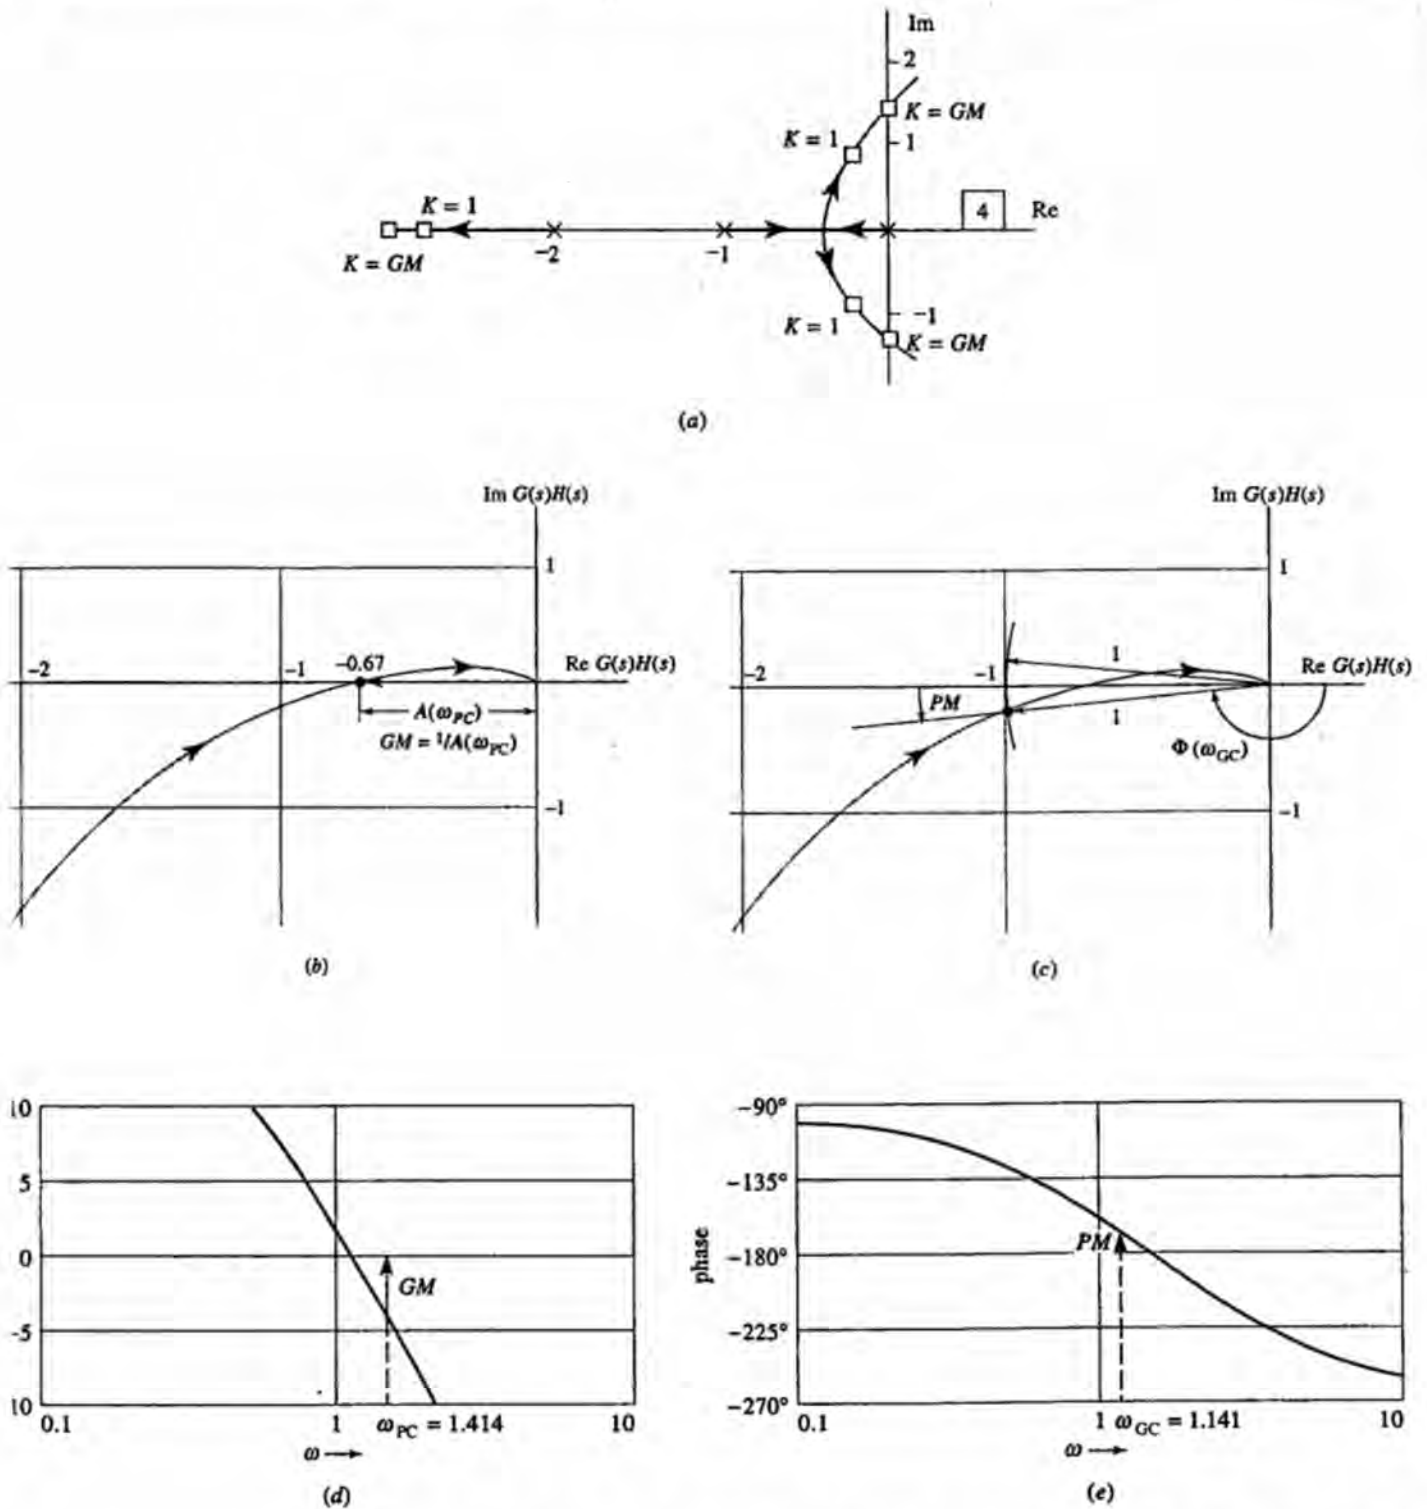 Im
2
K = GM
K = 1
1
K = 1
4
Re
-2
-1
K = GM
-1
K = 1
K = GM
(a)
Im G(s)H(s)
1
-2
-1
-0.67
Re G(s)H(s)
A(ω_PC)
GM = 1/A(ω_PC)
-1
(b)
Im G(s)H(s)
1
-2
-1
1
Re G(s)H(s)
PM
1
Φ(ω_GC)
-1
(c)
10
5
0
GM
-5
10
0.1
1
ω_PC = 1.414
10
ω →
(d)
-90°
-135°
phase
PM
-180°
-225°
-270°
0.1
1
ω_GC = 1.141
10
ω →
(e)